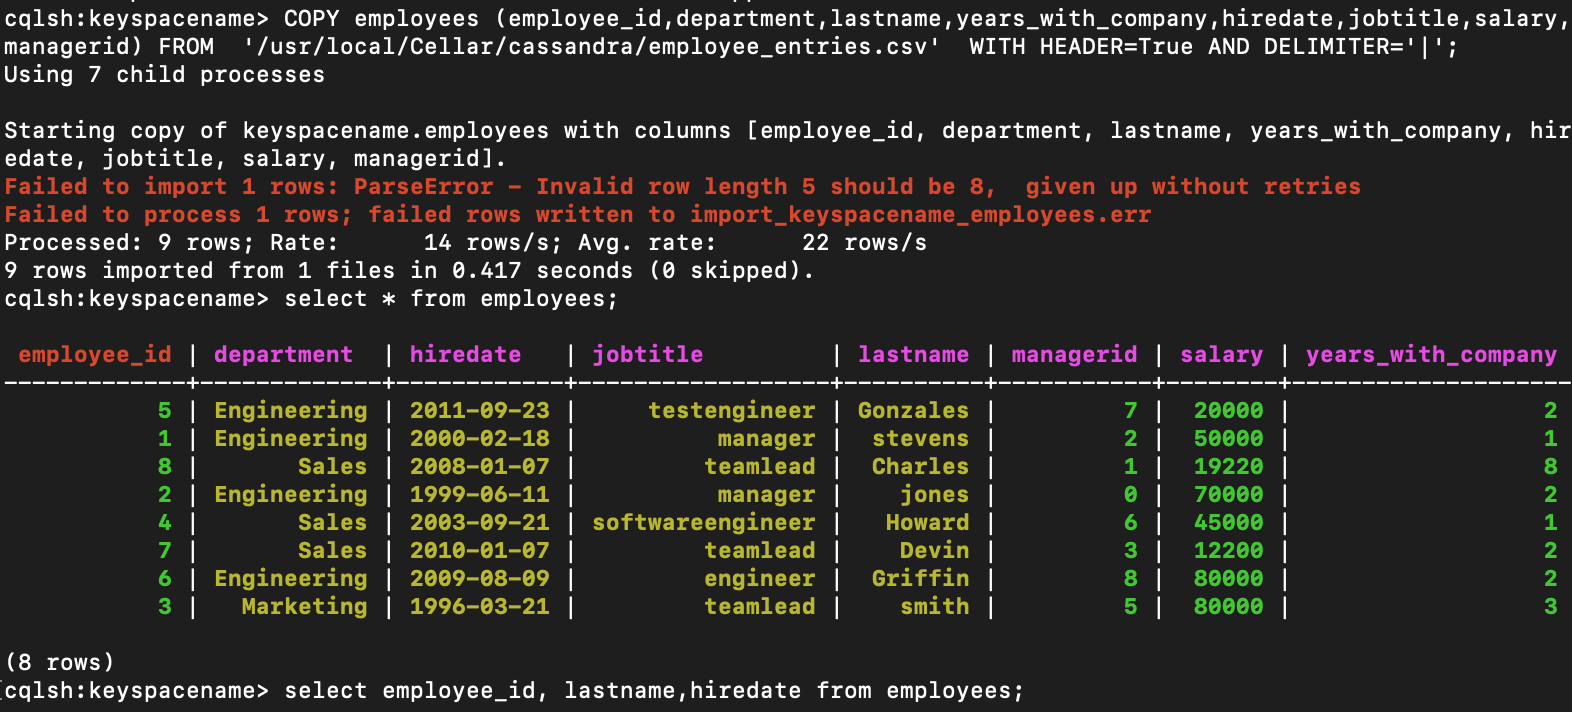 cqlsh:keyspacename> COPY employees (employee_id,department,lastname,years_with_company,hiredate,jobtitle,salary,
managerid) FROM  '/usr/local/Cellar/cassandra/employee_entries.csv'  WITH HEADER=True AND DELIMITER='|';
Using 7 child processes

Starting copy of keyspacename.employees with columns [employee_id, department, lastname, years_with_company, hir
edate, jobtitle, salary, managerid].
Failed to import 1 rows: ParseError - Invalid row length 5 should be 8,  given up without retries
Failed to process 1 rows; failed rows written to import_keyspacename_employees.err
Processed: 9 rows; Rate:      14 rows/s; Avg. rate:      22 rows/s
9 rows imported from 1 files in 0.417 seconds (0 skipped).
cqlsh:keyspacename> select * from employees;

 employee_id | department  | hiredate   | jobtitle         | lastname  | managerid | salary | years_with_company
-------------+-------------+------------+------------------+----------+-----------+--------+--------------------
           5 | Engineering | 2011-09-23 |     testengineer | Gonzales |         7 |  20000 |                  2
           1 | Engineering | 2000-02-18 |          manager |  stevens |         2 |  50000 |                  1
           8 |       Sales | 2008-01-07 |         teamlead |  Charles |         1 |  19220 |                  8
           2 | Engineering | 1999-06-11 |          manager |    jones |         0 |  70000 |                  2
           4 |       Sales | 2003-09-21 | softwareengineer |   Howard |         6 |  45000 |                  1
           7 |       Sales | 2010-01-07 |         teamlead |    Devin |         3 |  12200 |                  2
           6 | Engineering | 2009-08-09 |         engineer |  Griffin |         8 |  80000 |                  2
           3 |   Marketing | 1996-03-21 |         teamlead |    smith |         5 |  80000 |                  3

(8 rows)
cqlsh:keyspacename> select employee_id, lastname,hiredate from employees;